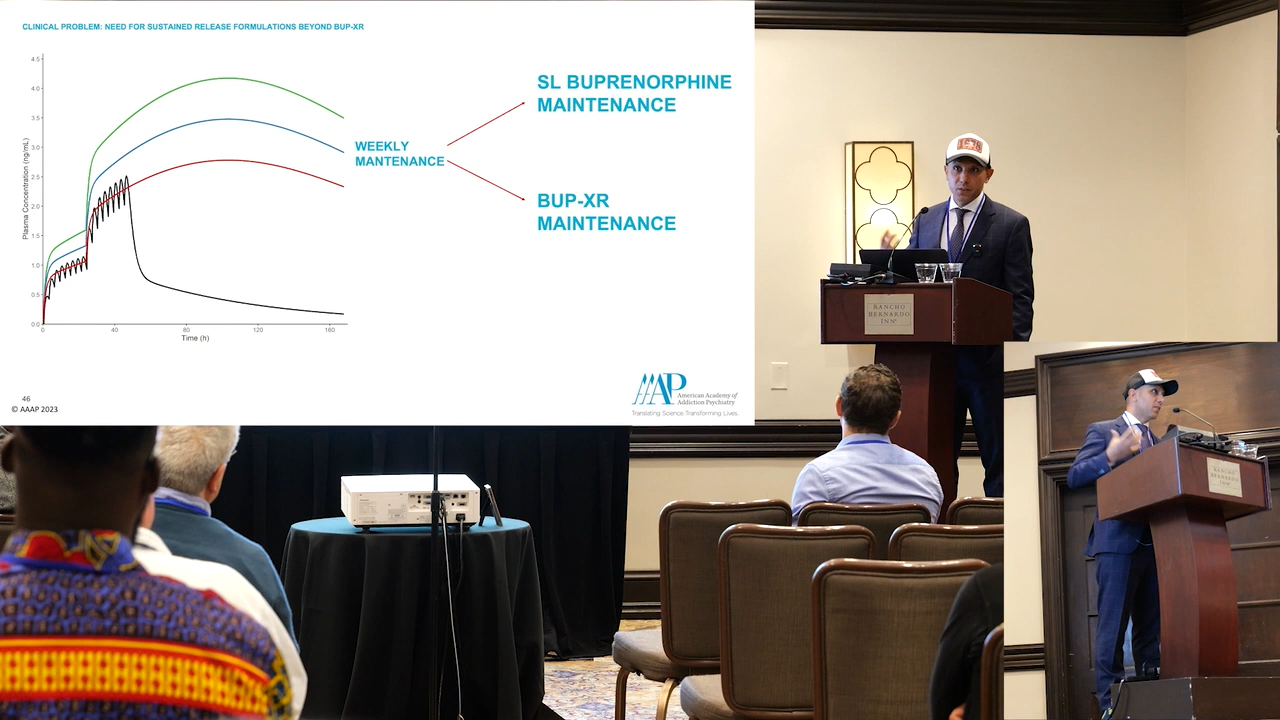 CLINICAL PROBLEM: NEED FOR SUSTAINED RELEASE FORMULATIONS BEYOND BUP-XR
4.5
4.0
3.5
3.0
2.5
2.0
1.5
1.0
0.5
0.0
Plasma Concentration (ng/mL)
0
40
80
120
160
Time (h)
WEEKLY
MANTENANCE
SL BUPRENORPHINE
MAINTENANCE
BUP-XR
MAINTENANCE
46
© AAAP 2023
AAAP
American Academy of
Addiction Psychiatry
Translating Science. Transforming Lives.
RANCHO
BERNARDO
INN
RANCHO
BERNARDO
INN